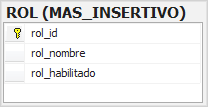 ROL (MAS_INSERTIVO)
rol_id
rol_nombre
rol_habilitado